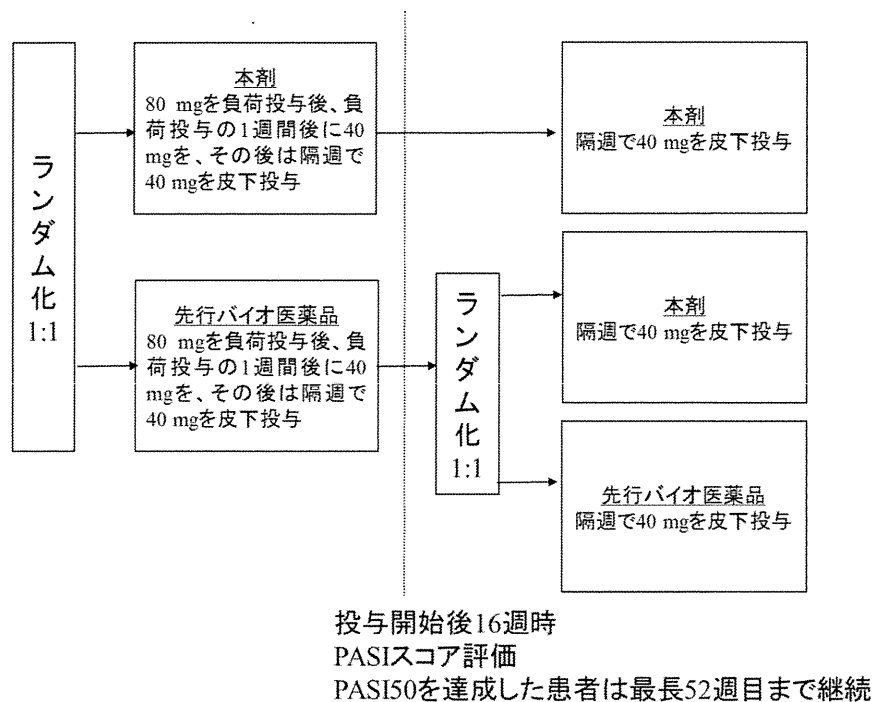 ランダム化
1:1
本剤
80 mgを負荷投与後、負
荷投与の1週間後に40
mgを、その後は隔週で
40 mgを皮下投与
先行バイオ医薬品
80 mgを負荷投与後、負
荷投与の1週間後に40
mgを、その後は隔週で
40 mgを皮下投与
ランダム化
1:1
本剤
隔週で40 mgを皮下投与
本剤
隔週で40 mgを皮下投与
先行バイオ医薬品
隔週で40 mgを皮下投与
投与開始後16週時
PASIスコア評価
PASI50を達成した患者は最長52週目まで継続